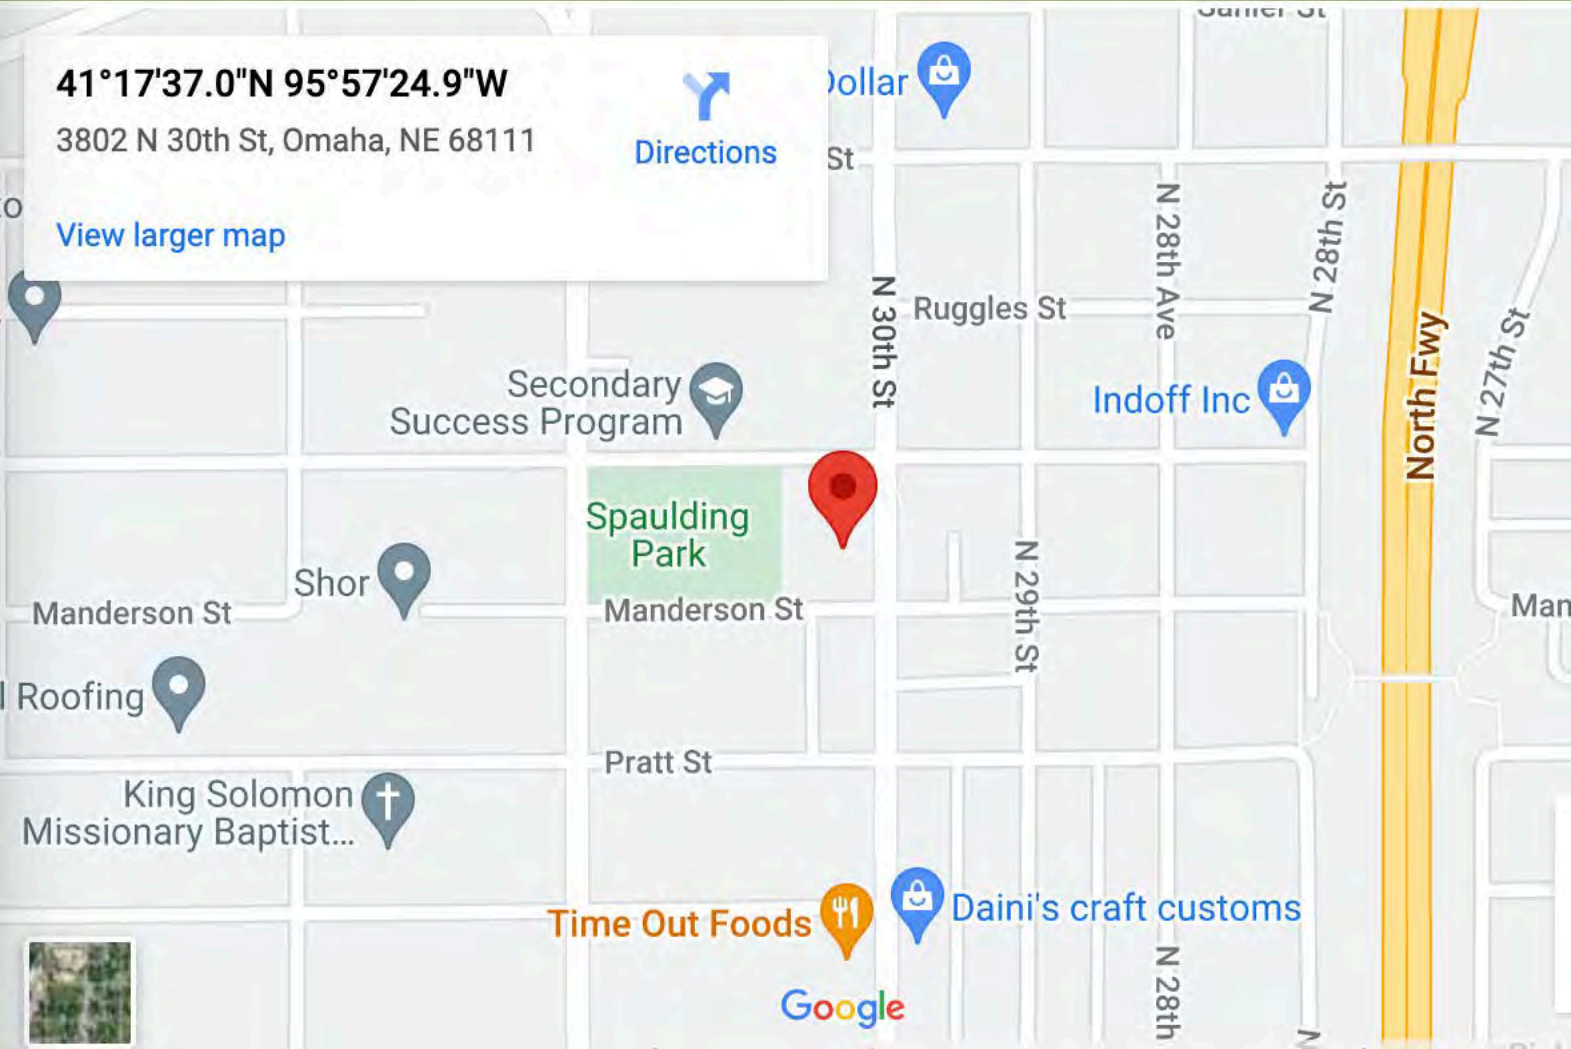 Sahler St
41°17'37.0"N 95°57'24.9"W
3802 N 30th St, Omaha, NE 68111
Directions
View larger map
Dollar
St
N 28th Ave
N 28th St
N 30th St
Ruggles St
N 27th St
North Fwy
Secondary
Success Program
Indoff Inc
Spaulding
Park
Shor
N 29th St
Manderson St
Manderson St
Man
l Roofing
Pratt St
King Solomon
Missionary Baptist...
Time Out Foods
Daini's craft customs
N 28th
Google
N